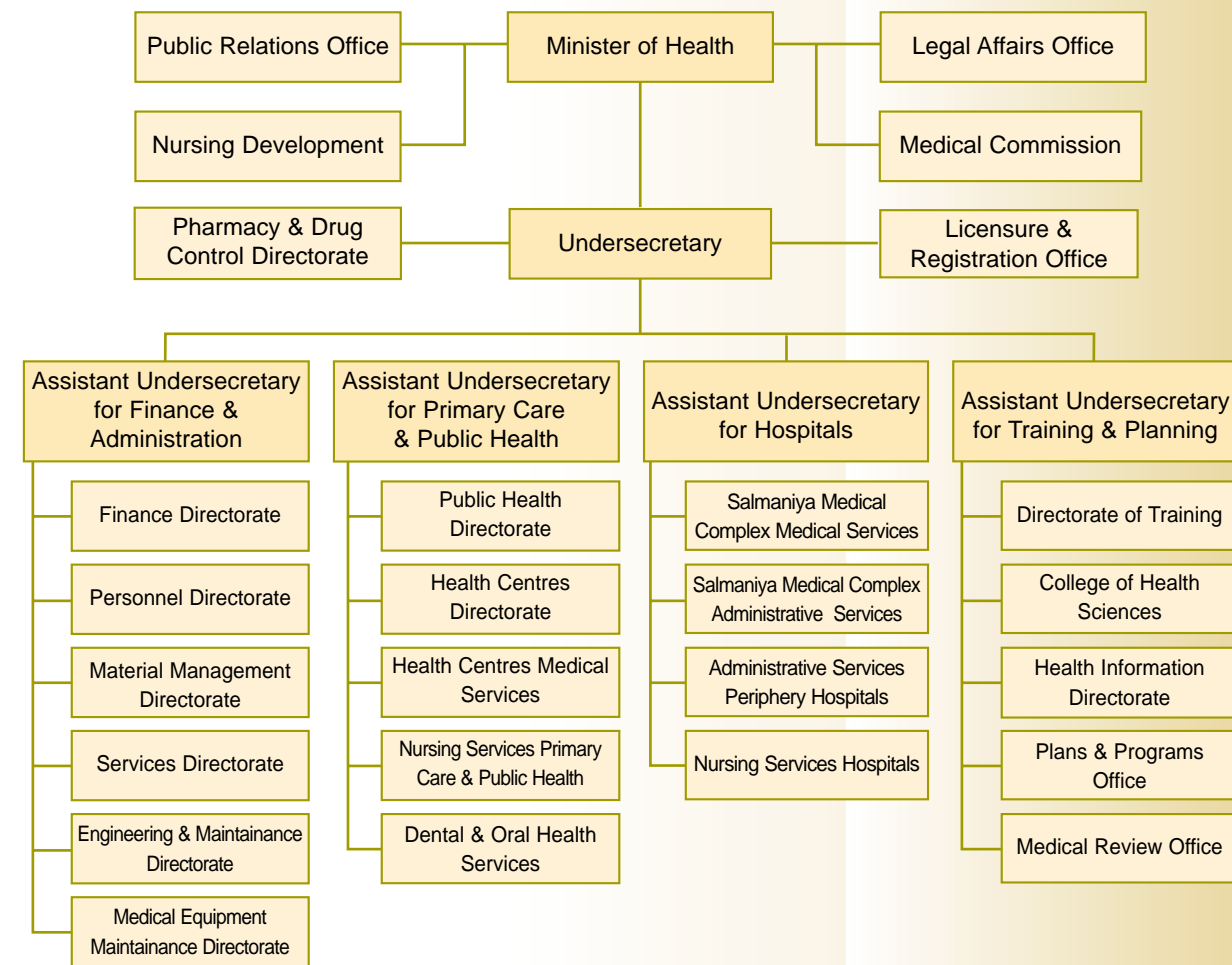 Public Relations Office
Minister of Health
Legal Affairs Office
Nursing Development
Medical Commission
Pharmacy & Drug
Control Directorate
Undersecretary
Licensure &
Registration Office
Assistant Undersecretary
for Finance &
Administration
Finance Directorate
Personnel Directorate
Material Management
Directorate
Services Directorate
Engineering & Maintainance
Directorate
Medical Equipment
Maintainance Directorate
Assistant Undersecretary
for Primary Care
& Public Health
Public Health
Directorate
Health Centres
Directorate
Health Centres Medical
Services
Nursing Services Primary
Care & Public Health
Dental & Oral Health
Services
Assistant Undersecretary
for Hospitals
Salmaniya Medical
Complex Medical Services
Salmaniya Medical Complex
Administrative Services
Administrative Services
Periphery Hospitals
Nursing Services Hospitals
Assistant Undersecretary
for Training & Planning
Directorate of Training
College of Health
Sciences
Health Information
Directorate
Plans & Programs
Office
Medical Review Office